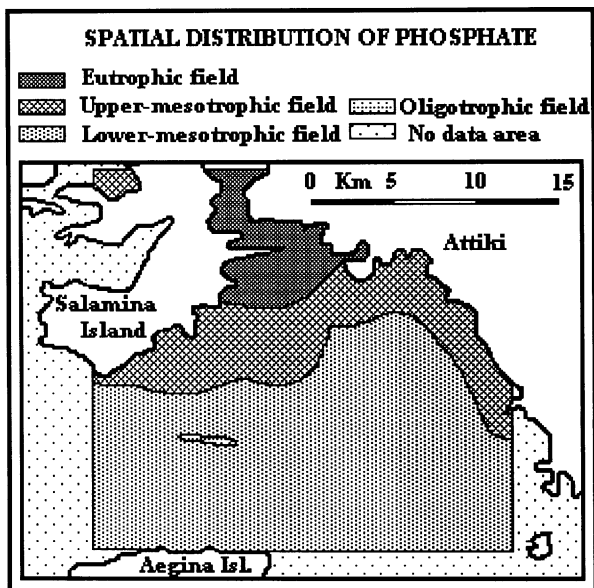 SPATIAL DISTRIBUTION OF PHOSPHATE
Eutrophic field
Upper-mesotrophic field
Oligotrophic field
Lower-mesotrophic field
No data area
0 Km 5 10 15
Attiki
Salamina
Island
Aegina Isl.